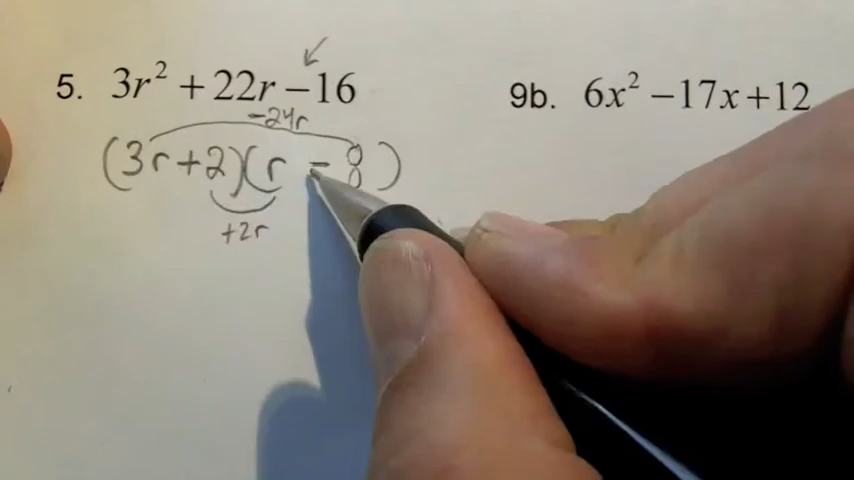 5. 3r² + 22r − 16
9b. 6x² − 17x + 12
−24r
(3r + 2)(r − 8)
+2r